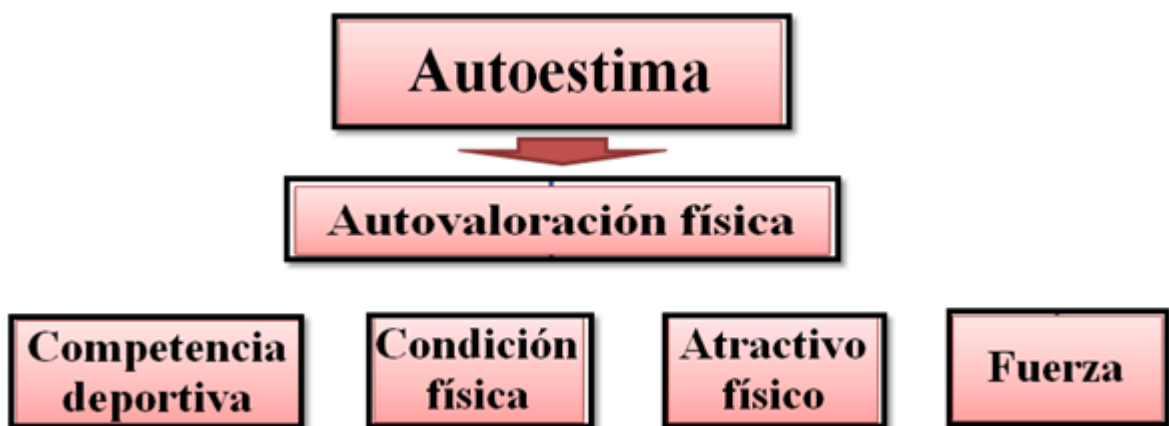 Autoestima
Autovaloración física
Competencia
deportiva
Condición
física
Atractivo
físico
Fuerza